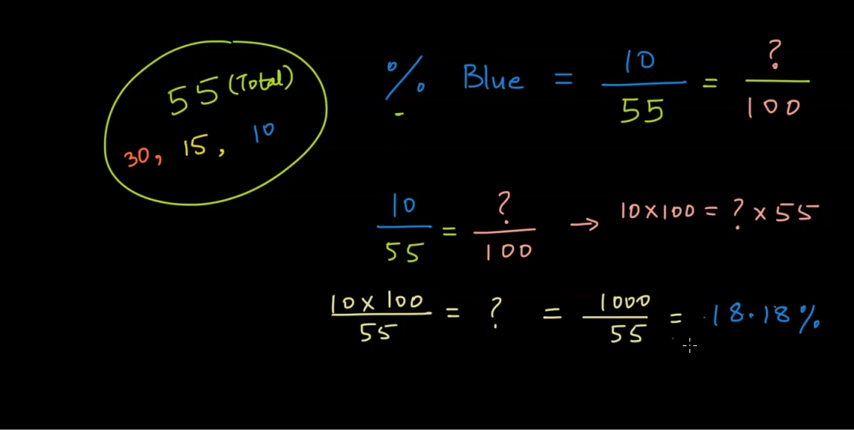 55 (Total)
30, 15, 10
% Blue = 10/55 = ?/100
10/55 = ?/100 → 10×100 = ? × 55
10 × 100/55 = ? = 1000/55 = 18.18%